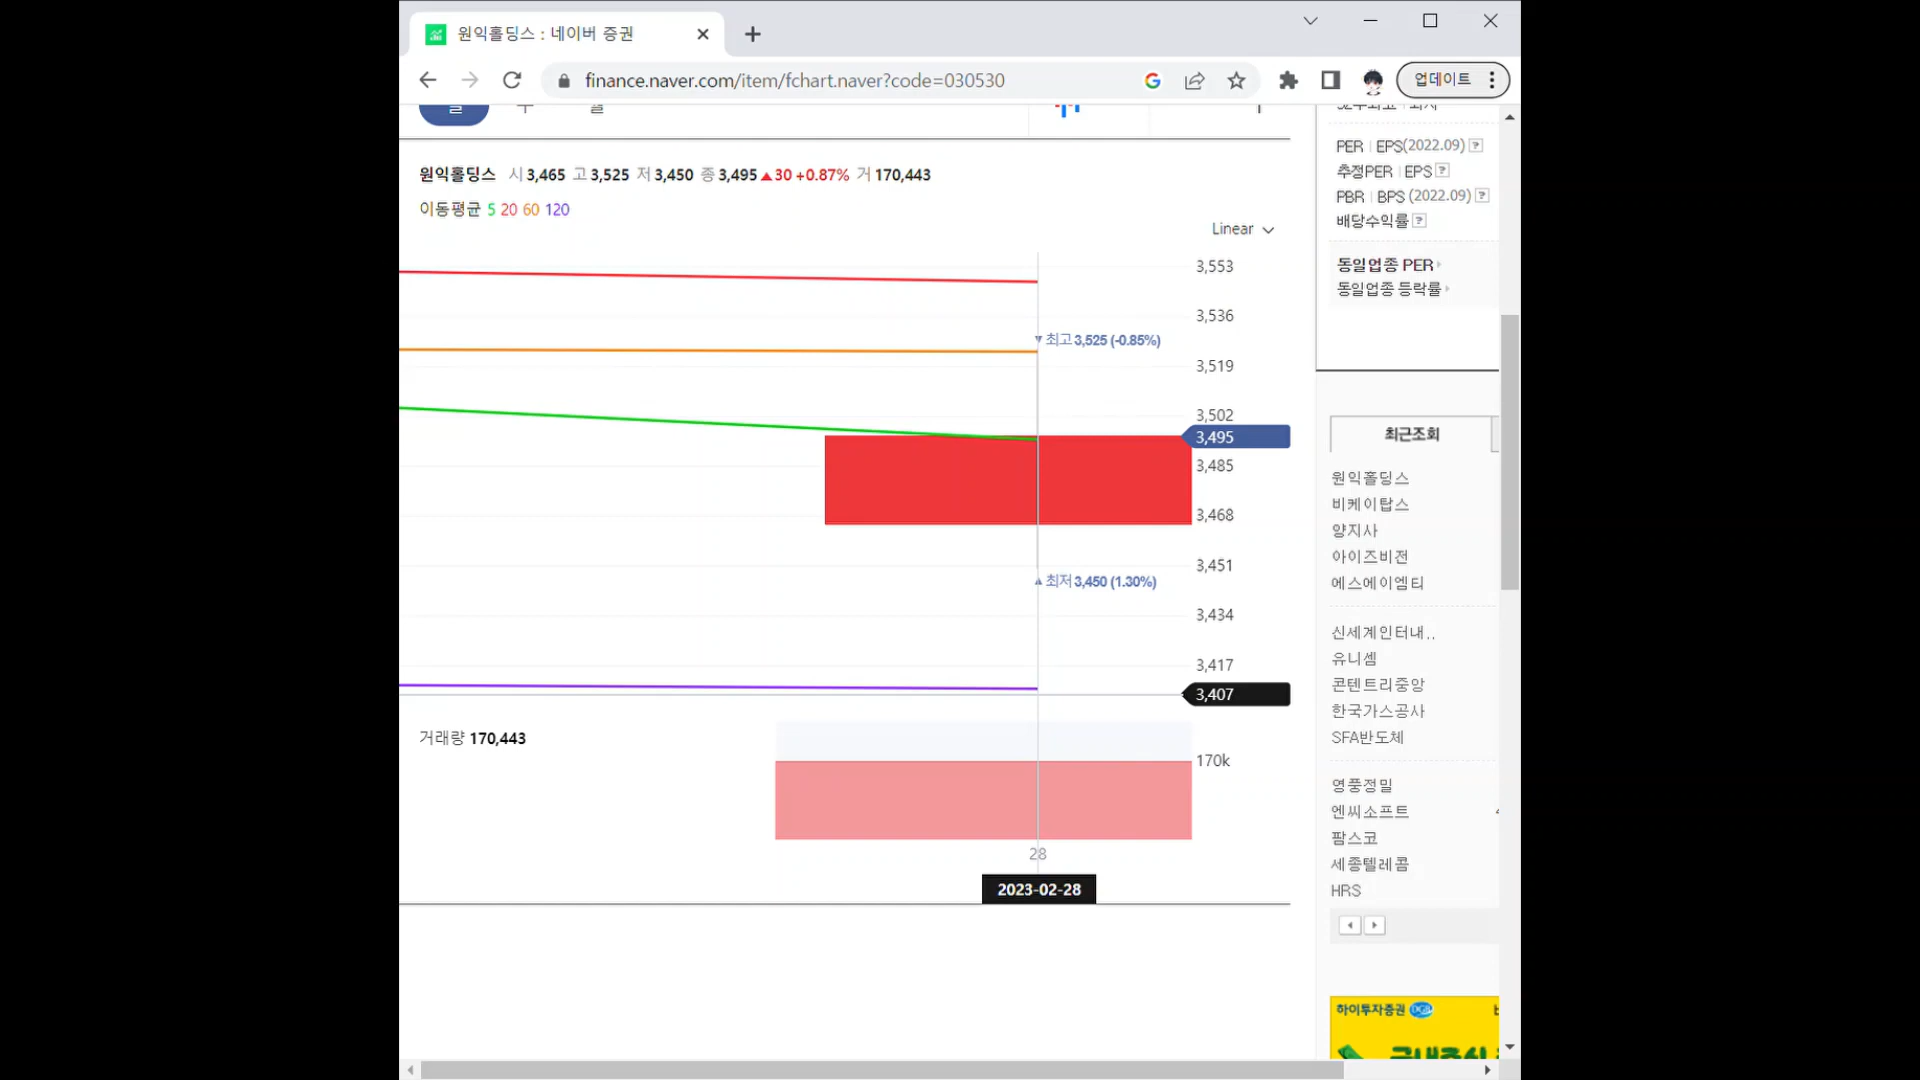 원익홀딩스 : 네이버 증권
finance.naver.com/item/fchart.naver?code=030530
업데이트
원익홀딩스 시 3,465 고 3,525 저 3,450 종 3,495 ▲30 +0.87% 거 170,443
이동평균 5 20 60 120
Linear
3,553
3,536
▼최고 3,525 (-0.85%)
3,519
3,502
3,495
3,485
3,468
3,451
▲최저 3,450 (1.30%)
3,434
3,417
3,407
거래량 170,443
170k
28
2023-02-28
PER | EPS(2022.09) ?
추정PER | EPS ?
PBR | BPS (2022.09) ?
배당수익률 ?
동일업종 PER
동일업종 등락률
최근조회
원익홀딩스
비케이탑스
양지사
아이즈비전
에스에이엠티
신세계인터내..
유니셈
콘텐트리중앙
한국가스공사
SFA반도체
영풍정밀
엔씨소프트
팜스코
세종텔레콤
HRS
하이투자증권 DGB